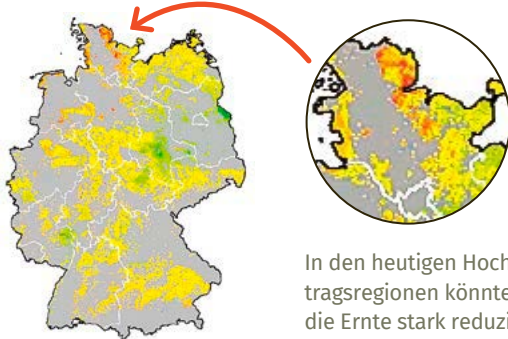 In den heutigen Hoch
tragsregionen könnte
die Ernte stark reduzi